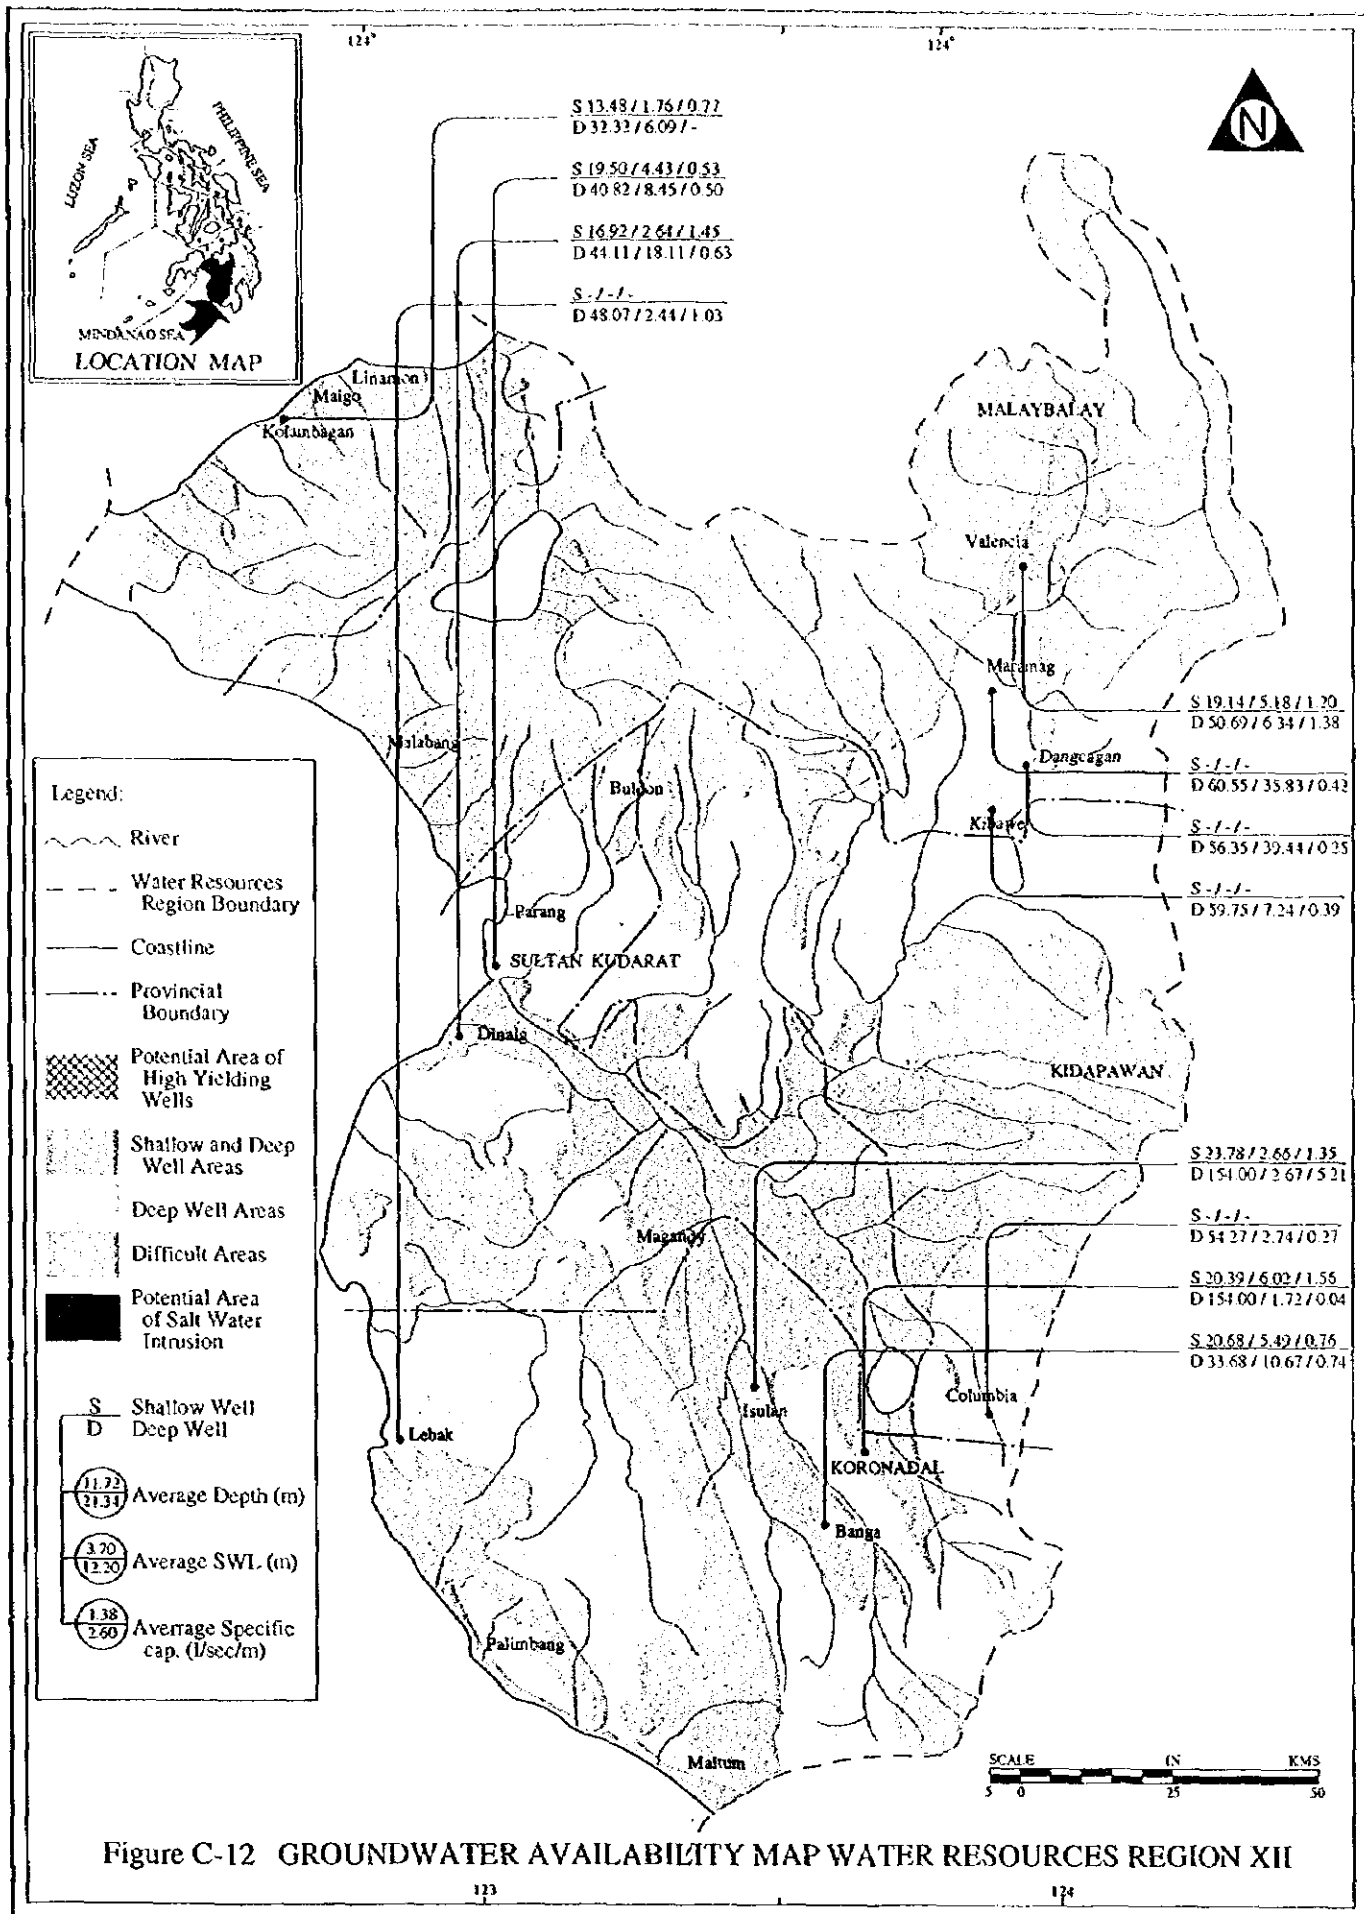 124°
124°
LUZON SEA
PHILIPPINE SEA
MINDANAO SEA
LOCATION MAP
N
S 13.48 / 1.76 / 0.72
D 32.32 / 6.09 / -
S 19.50 / 4.43 / 0.53
D 40.82 / 8.45 / 0.50
S 16.92 / 2.64 / 1.45
D 44.11 / 18.11 / 0.63
S - / - / -
D 48.07 / 2.44 / 1.03
Linamon
Maigo
Kolambagan
MALAYBALAY
Valencia
Maramag
S 19.14 / 5.18 / 1.20
D 50.69 / 6.34 / 1.38
Malabang
Dangcagan
S - / - / -
D 60.55 / 35.83 / 0.42
Buldon
Kibawe
S - / - / -
D 56.35 / 39.44 / 0.25
S - / - / -
D 59.75 / 7.24 / 0.39
Parang
SULTAN KUDARAT
Dinaig
KIDAPAWAN
S 23.78 / 2.66 / 1.35
D 154.00 / 2.67 / 5.21
S - / - / -
D 54.27 / 2.74 / 0.27
Maganoy
S 20.39 / 6.02 / 1.56
D 154.00 / 1.72 / 0.04
S 20.68 / 5.49 / 0.76
D 33.68 / 10.67 / 0.74
Columbia
Isulan
Lebak
KORONADAL
Banga
Palimbang
Maitum
Legend:
River
Water Resources
Region Boundary
Coastline
Provincial
Boundary
Potential Area of
High Yielding
Wells
Shallow and Deep
Well Areas
Deep Well Areas
Difficult Areas
Potential Area
of Salt Water
Intrusion
S Shallow Well
D Deep Well
11.72
21.34
Average Depth (m)
3.70
12.20
Average SWL (m)
1.38
2.60
Averrage Specific
cap. (l/sec/m)
SCALE IN KMS
5 0 25 50
Figure C-12 GROUNDWATER AVAILABILITY MAP WATER RESOURCES REGION XII
123
124